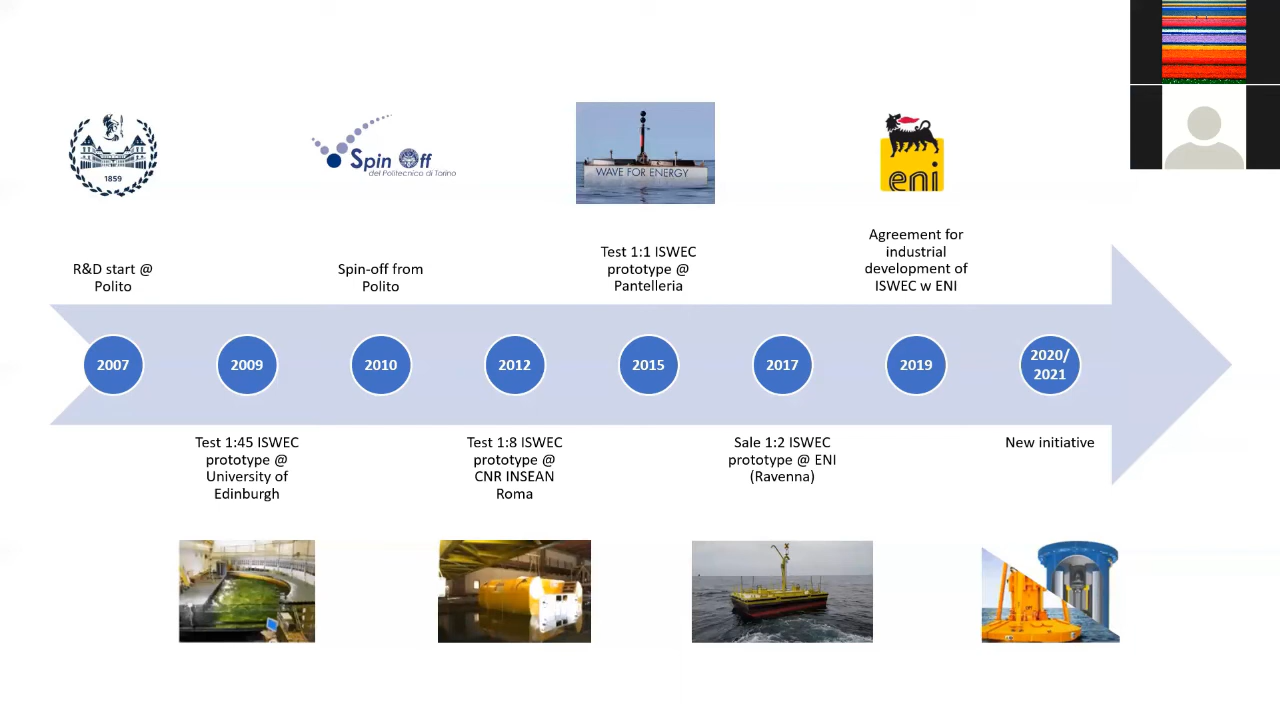 1859
Spin Off
del Politecnico di Torino
WAVE FOR ENERGY
eni
R&D start @
Polito
Spin-off from
Polito
Test 1:1 ISWEC
prototype @
Pantelleria
Agreement for
industrial
development of
ISWEC w ENI
2007
2009
2010
2012
2015
2017
2019
2020/
2021
Test 1:45 ISWEC
prototype @
University of
Edinburgh
Test 1:8 ISWEC
prototype @
CNR INSEAN
Roma
Sale 1:2 ISWEC
prototype @ ENI
(Ravenna)
New initiative